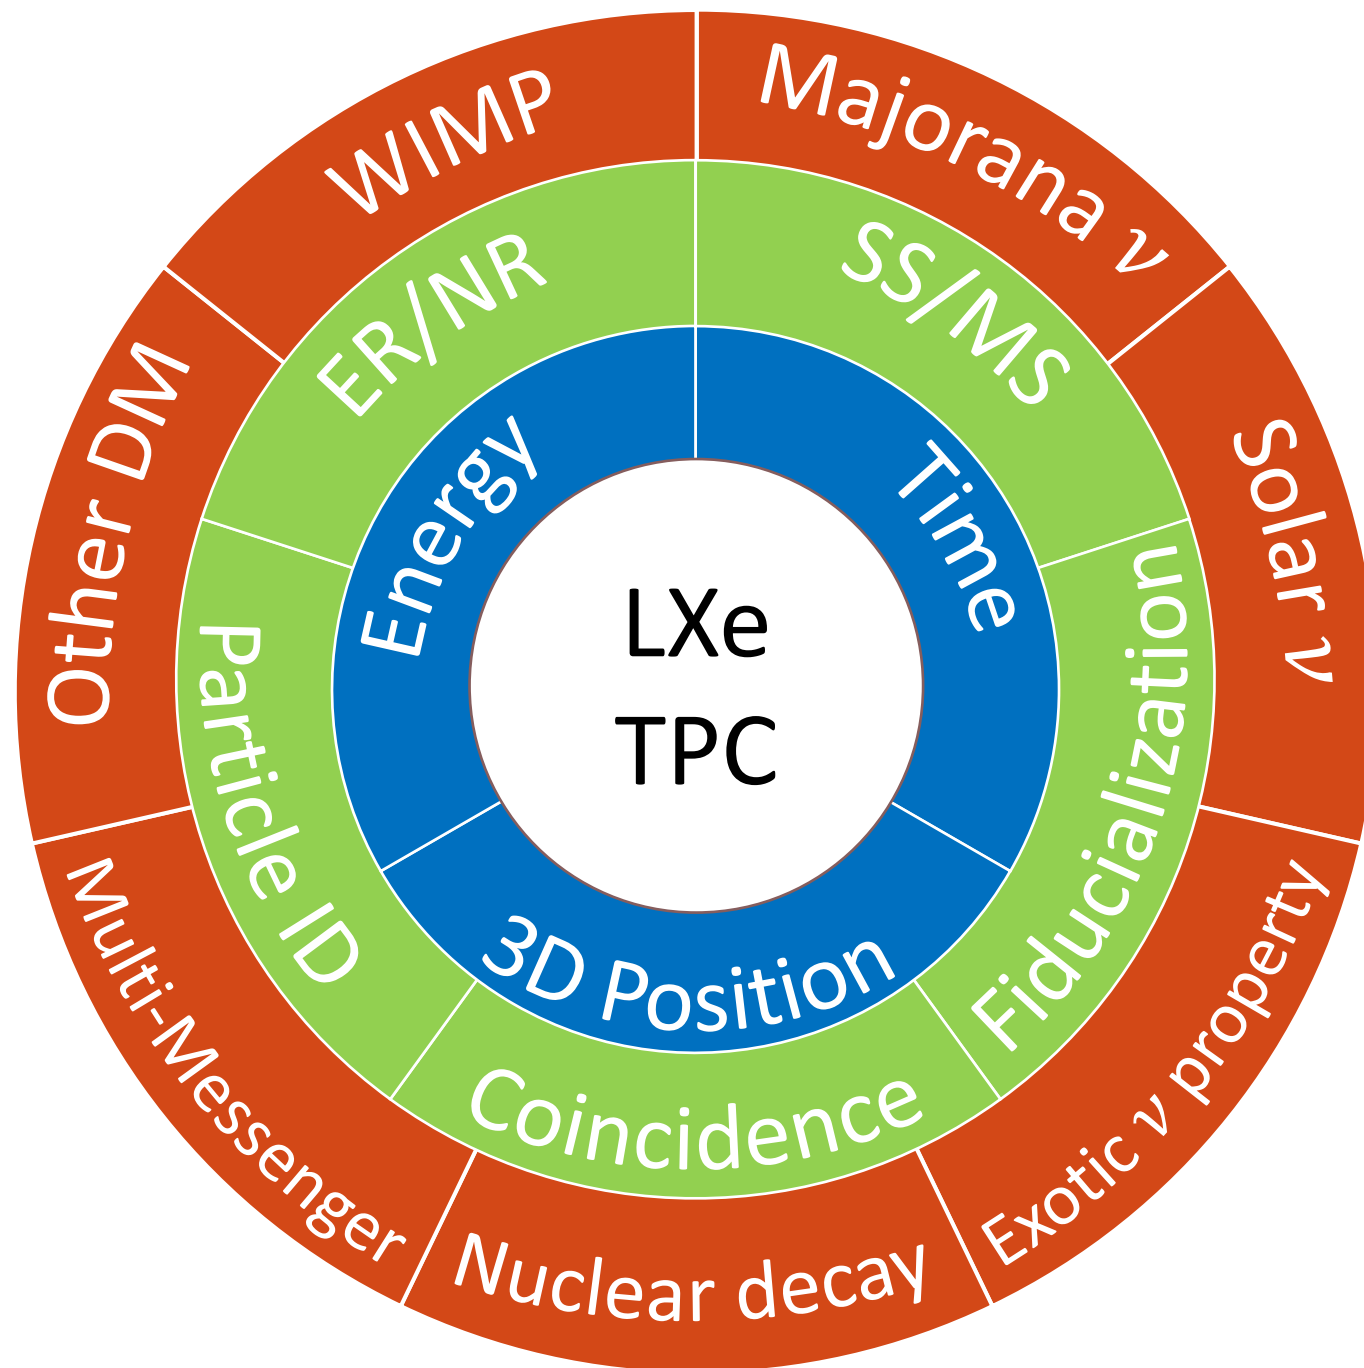 WIMP
Majorana ν
Solar ν
Exotic ν property
Nuclear decay
Multi-Messenger
Other DM
ER/NR
SS/MS
Fiducialization
Coincidence
Particle ID
Energy
Time
3D Position
LXe
TPC